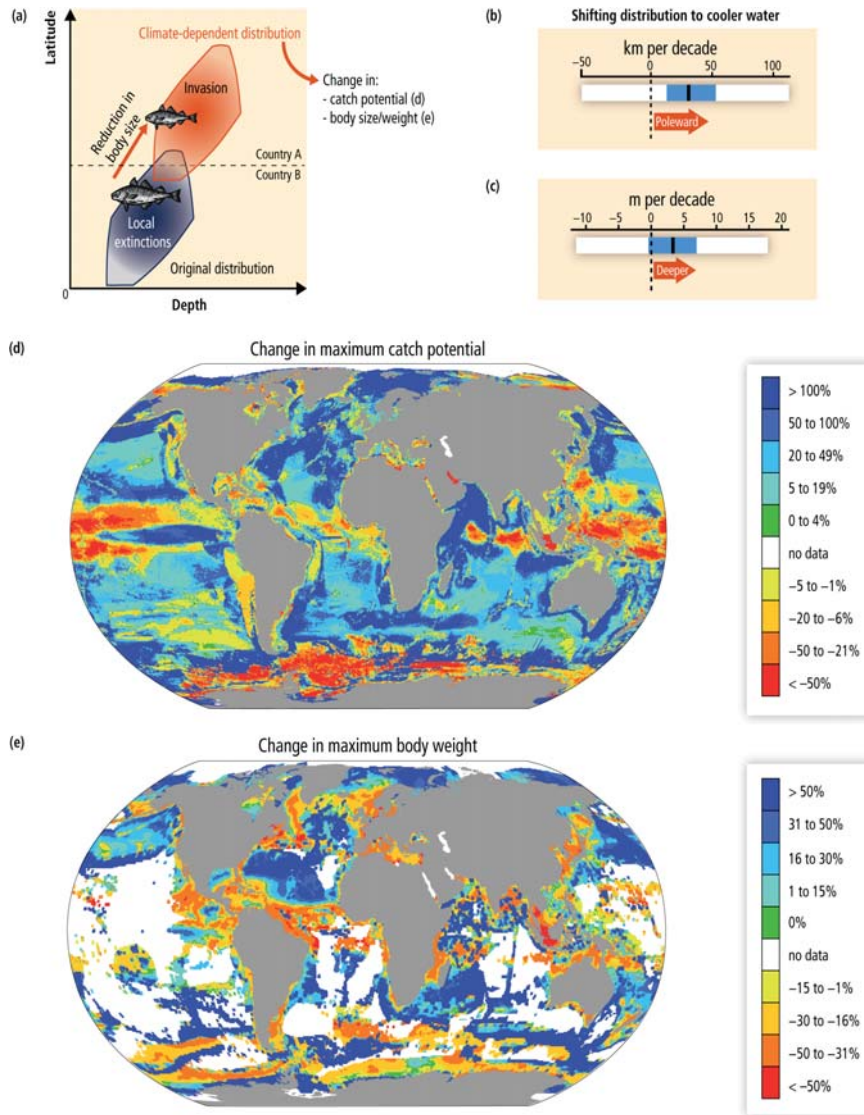 (a)
Latitude
Climate-dependent distribution
Invasion
Change in:
- catch potential (d)
- body size/weight (e)
Reduction in
body size
Country A
Country B
Local
extinctions
Original distribution
0
Depth
(b)
Shifting distribution to cooler water
km per decade
−50 0 50 100
Poleward
(c)
m per decade
−10 −5 0 5 10 15 20
Deeper
(d)
Change in maximum catch potential
> 100%
50 to 100%
20 to 49%
5 to 19%
0 to 4%
no data
−5 to −1%
−20 to −6%
−50 to −21%
< −50%
(e)
Change in maximum body weight
> 50%
31 to 50%
16 to 30%
1 to 15%
0%
no data
−15 to −1%
−30 to −16%
−50 to −31%
< −50%